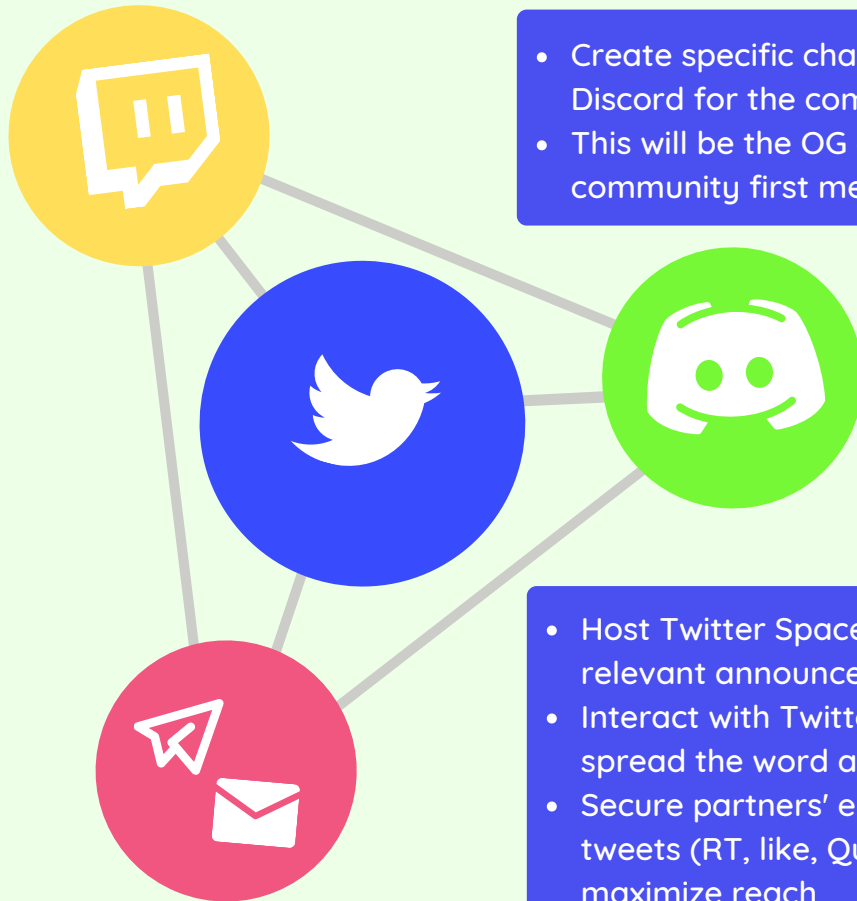 • Create specific cha
Discord for the com
• This will be the OG
community first me
• Host Twitter Space
relevant announce
• Interact with Twitte
spread the word a
• Secure partners' e
tweets (RT, like, Qu
maximize reach